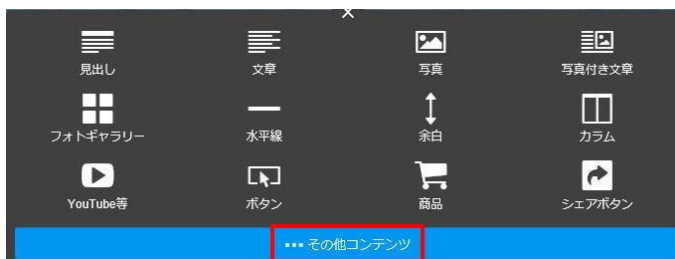 見出し
文章
写真
写真付き文章
フォトギャラリー
水平線
余白
カラム
YouTube等
ボタン
商品
シェアボタン
その他コンテンツ